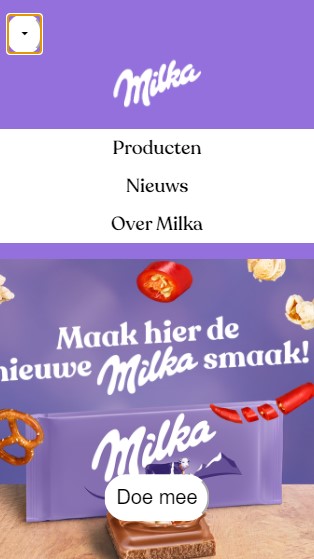 Milka
Producten
Nieuws
Over Milka
Maak hier de
nieuwe Milka smaak!
Milka
Doe mee